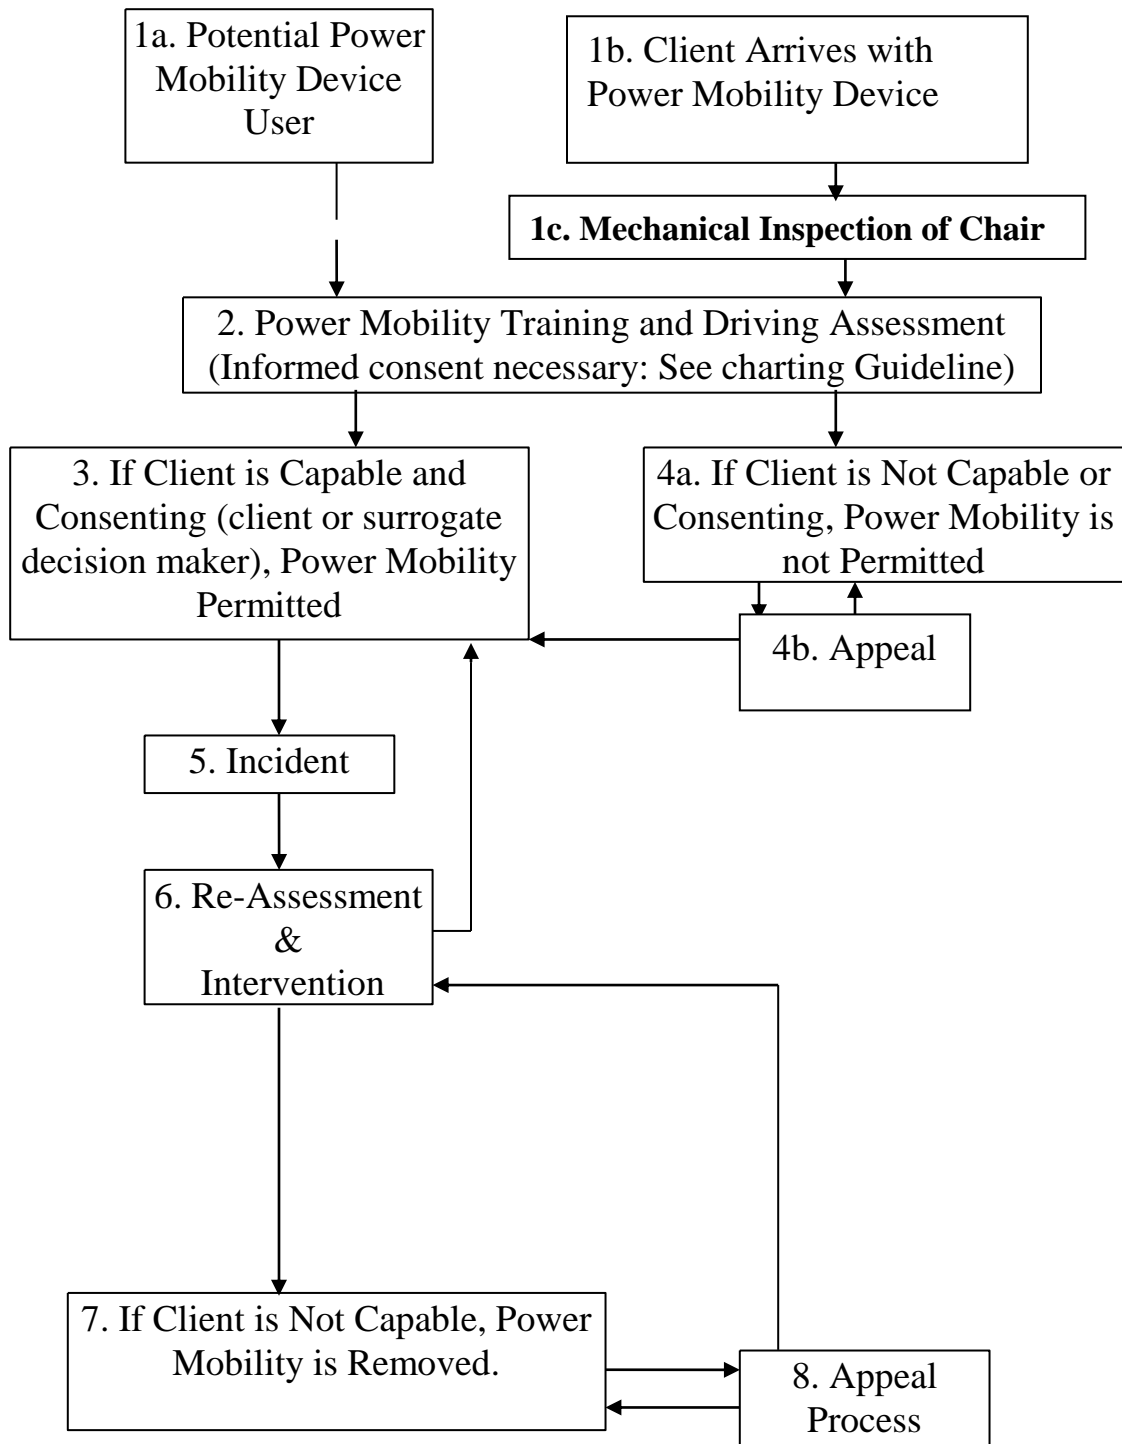 1a. Potential Power
Mobility Device
User
1b. Client Arrives with
Power Mobility Device
1c. Mechanical Inspection of Chair
2. Power Mobility Training and Driving Assessment
(Informed consent necessary: See charting Guideline)
3. If Client is Capable and
Consenting (client or surrogate
decision maker), Power Mobility
Permitted
4a. If Client is Not Capable or
Consenting, Power Mobility is
not Permitted
4b. Appeal
5. Incident
6. Re-Assessment
&
Intervention
7. If Client is Not Capable, Power
Mobility is Removed.
8. Appeal
Process